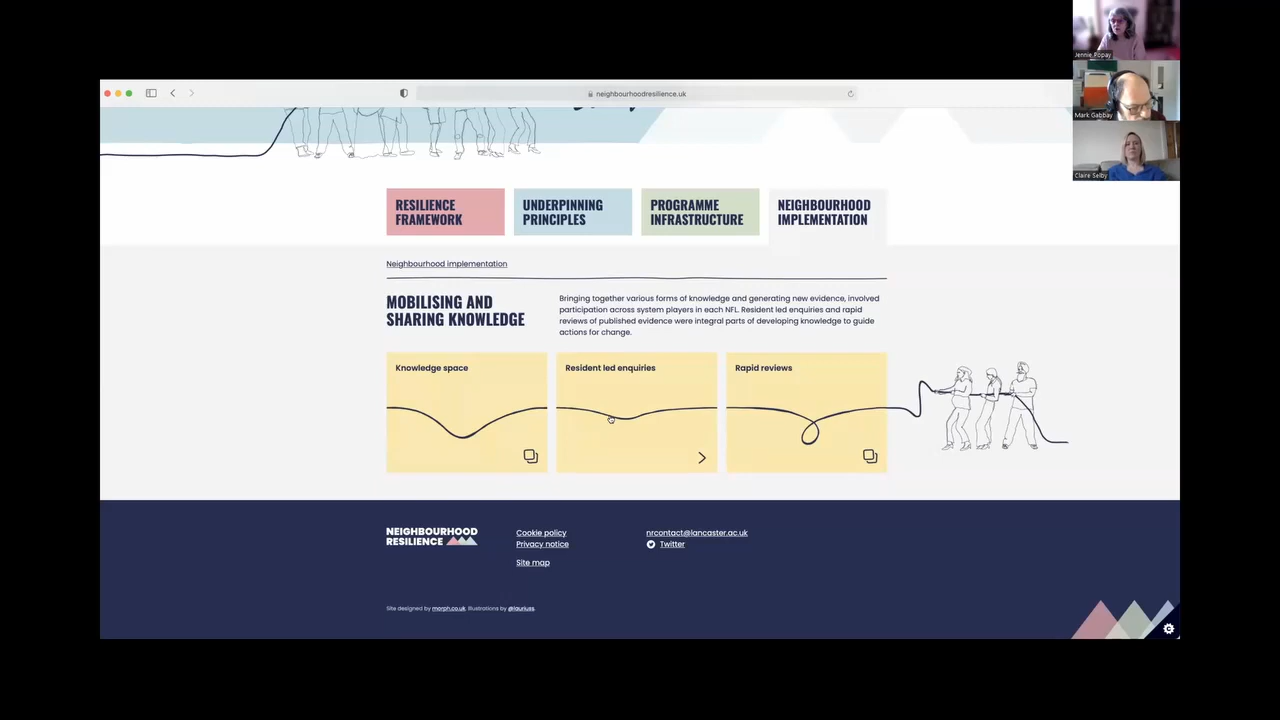 Jennie Popay
neighbourhoodresilience.uk
Mark Gabbay
Claire Selby
RESILIENCE
FRAMEWORK
UNDERPINNING
PRINCIPLES
PROGRAMME
INFRASTRUCTURE
NEIGHBOURHOOD
IMPLEMENTATION
Neighbourhood implementation
MOBILISING AND
SHARING KNOWLEDGE
Bringing together various forms of knowledge and generating new evidence, involved
participation across system players in each NFL. Resident led enquiries and rapid
reviews of published evidence were integral parts of developing knowledge to guide
actions for change.
Knowledge space
Resident led enquiries
Rapid reviews
NEIGHBOURHOOD
RESILIENCE
Cookie policy
Privacy notice
Site map
nrcontact@lancaster.ac.uk
Twitter
Site designed by morph.co.uk. Illustrations by @lauriuss.